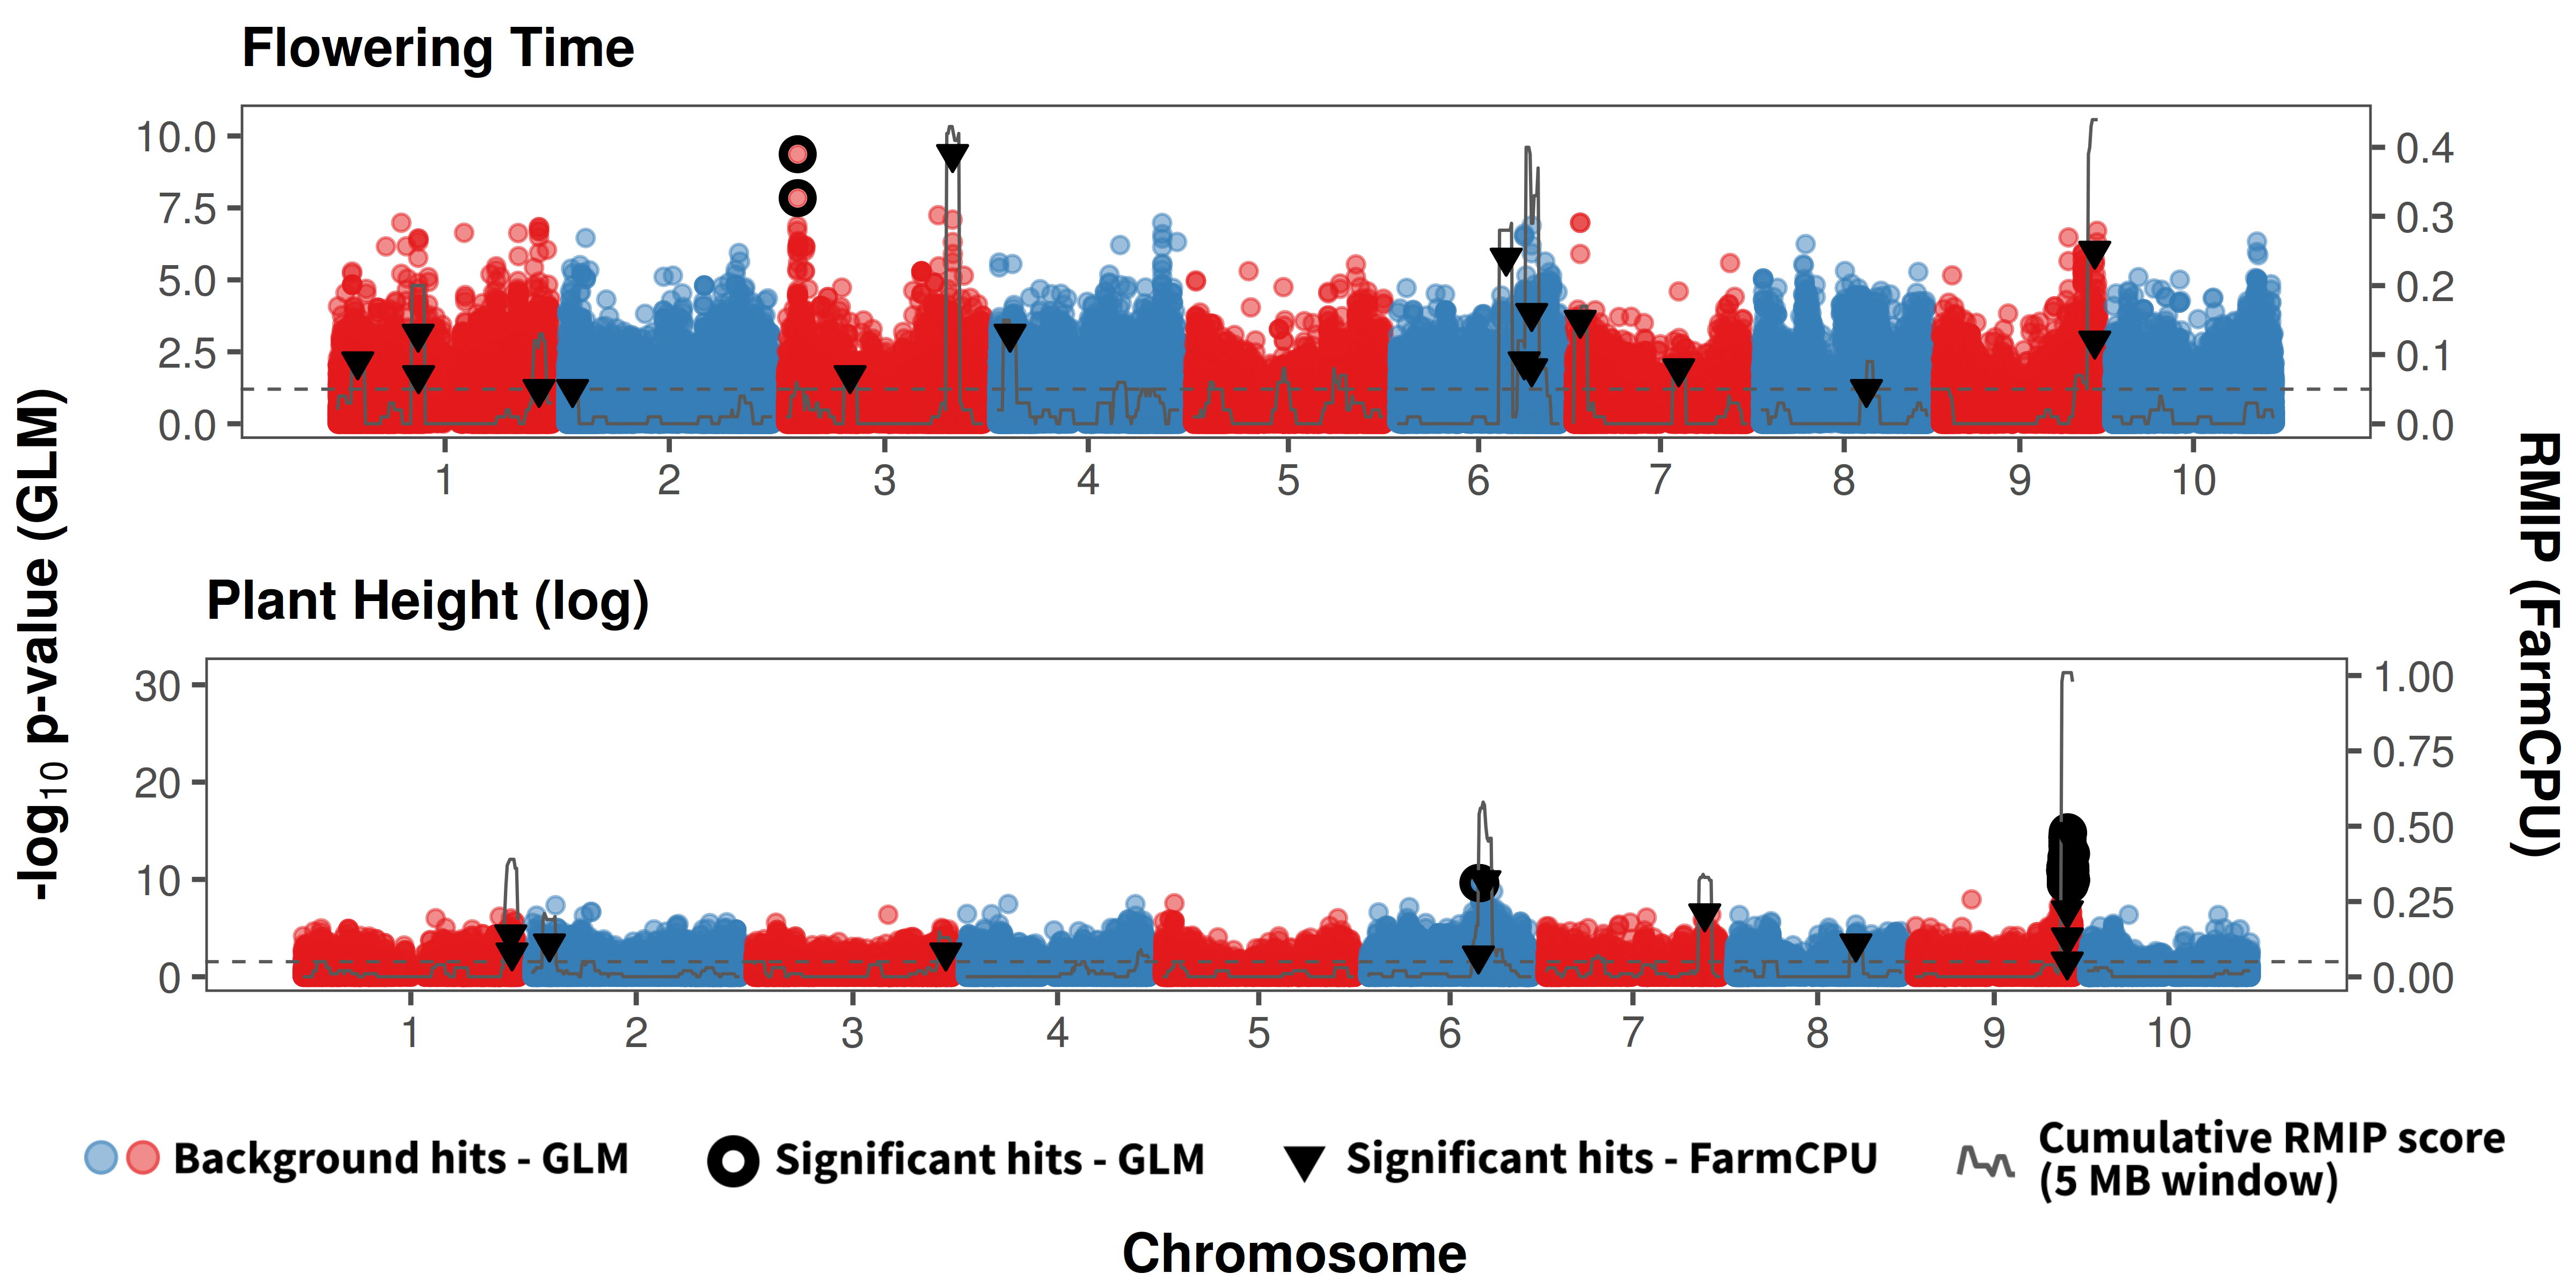 Flowering Time
10.0
7.5
5.0
2.5
0.0
0.4
0.3
0.2
0.1
0.0
1 2 3 4 5 6 7 8 9 10
-log10 p-value (GLM)
RMIP (FarmCPU)
Plant Height (log)
30
20
10
0
1.00
0.75
0.50
0.25
0.00
1 2 3 4 5 6 7 8 9 10
Background hits - GLM
Significant hits - GLM
Significant hits - FarmCPU
Cumulative RMIP score
(5 MB window)
Chromosome